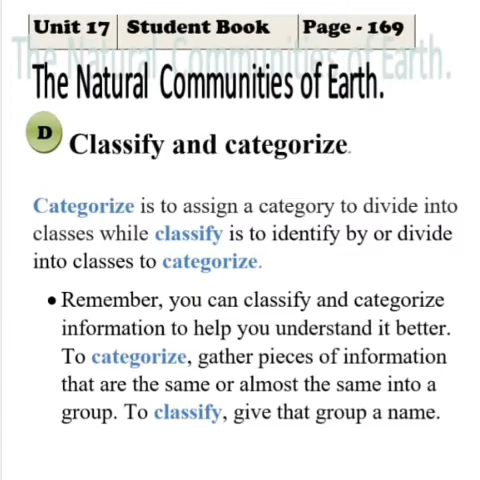 Unit 17 Student Book Page - 169
The Natural Communities of Earth.
D Classify and categorize.
Categorize is to assign a category to divide into
classes while classify is to identify by or divide
into classes to categorize.
• Remember, you can classify and categorize
information to help you understand it better.
To categorize, gather pieces of information
that are the same or almost the same into a
group. To classify, give that group a name.